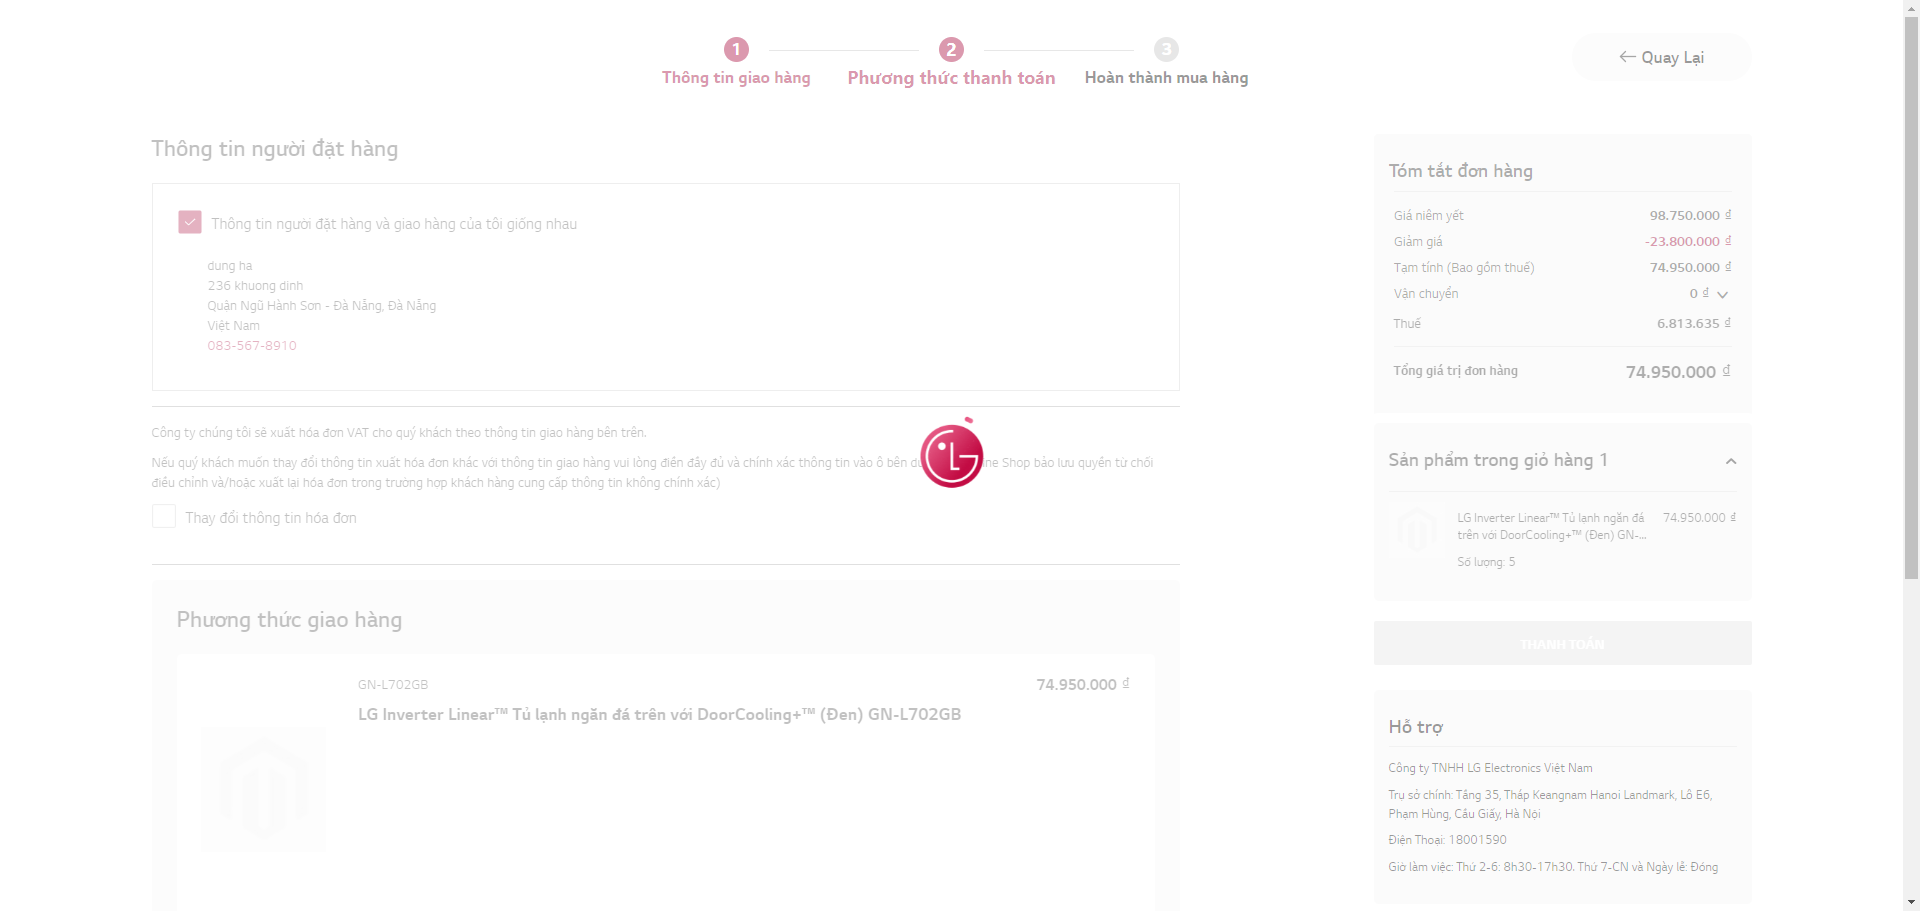 1
2
3
Thông tin giao hàng
Phương thức thanh toán
Hoàn thành mua hàng
Quay Lại
Thông tin người đặt hàng
Thông tin người đặt hàng và giao hàng của tôi giống nhau
dung ha
236 khuong dinh
Quận Ngũ Hành Sơn - Đà Nẵng, Đà Nẵng
Việt Nam
083-567-8910
Công ty chúng tôi sẽ xuất hóa đơn VAT cho quý khách theo thông tin giao hàng bên trên.
Nếu quý khách muốn thay đổi thông tin xuất hóa đơn khác với thông tin giao hàng vui lòng điền đầy đủ và chính xác thông tin vào ô bên Shop bảo lưu quyền từ chối
điều chỉnh và/hoặc xuất lại hóa đơn trong trường hợp khách hàng cung cấp thông tin không chính xác)
Thay đổi thông tin hóa đơn
Phương thức giao hàng
GN-L702GB
74.950.000 ₫
LG Inverter Linear™ Tủ lạnh ngăn đá trên với DoorCooling+™ (Đen) GN-L702GB
LG
Tóm tắt đơn hàng
Giá niêm yết 98.750.000 ₫
Giảm giá -23.800.000 ₫
Tạm tính (Bao gồm thuế) 74.950.000 ₫
Vận chuyển 0 ₫
Thuế 6.813.635 ₫
Tổng giá trị đơn hàng 74.950.000 ₫
Sản phẩm trong giỏ hàng 1
LG Inverter Linear™ Tủ lạnh ngăn đá 74.950.000 ₫
trên với DoorCooling+™ (Đen) GN-...
Số lượng: 5
THANH TOÁN
Hỗ trợ
Công ty TNHH LG Electronics Việt Nam
Trụ sở chính: Tầng 35, Tháp Keangnam Hanoi Landmark, Lô E6,
Phạm Hùng, Cầu Giấy, Hà Nội
Điện Thoại: 18001590
Giờ làm việc: Thứ 2-6: 8h30-17h30. Thứ 7-CN và Ngày lễ: Đóng